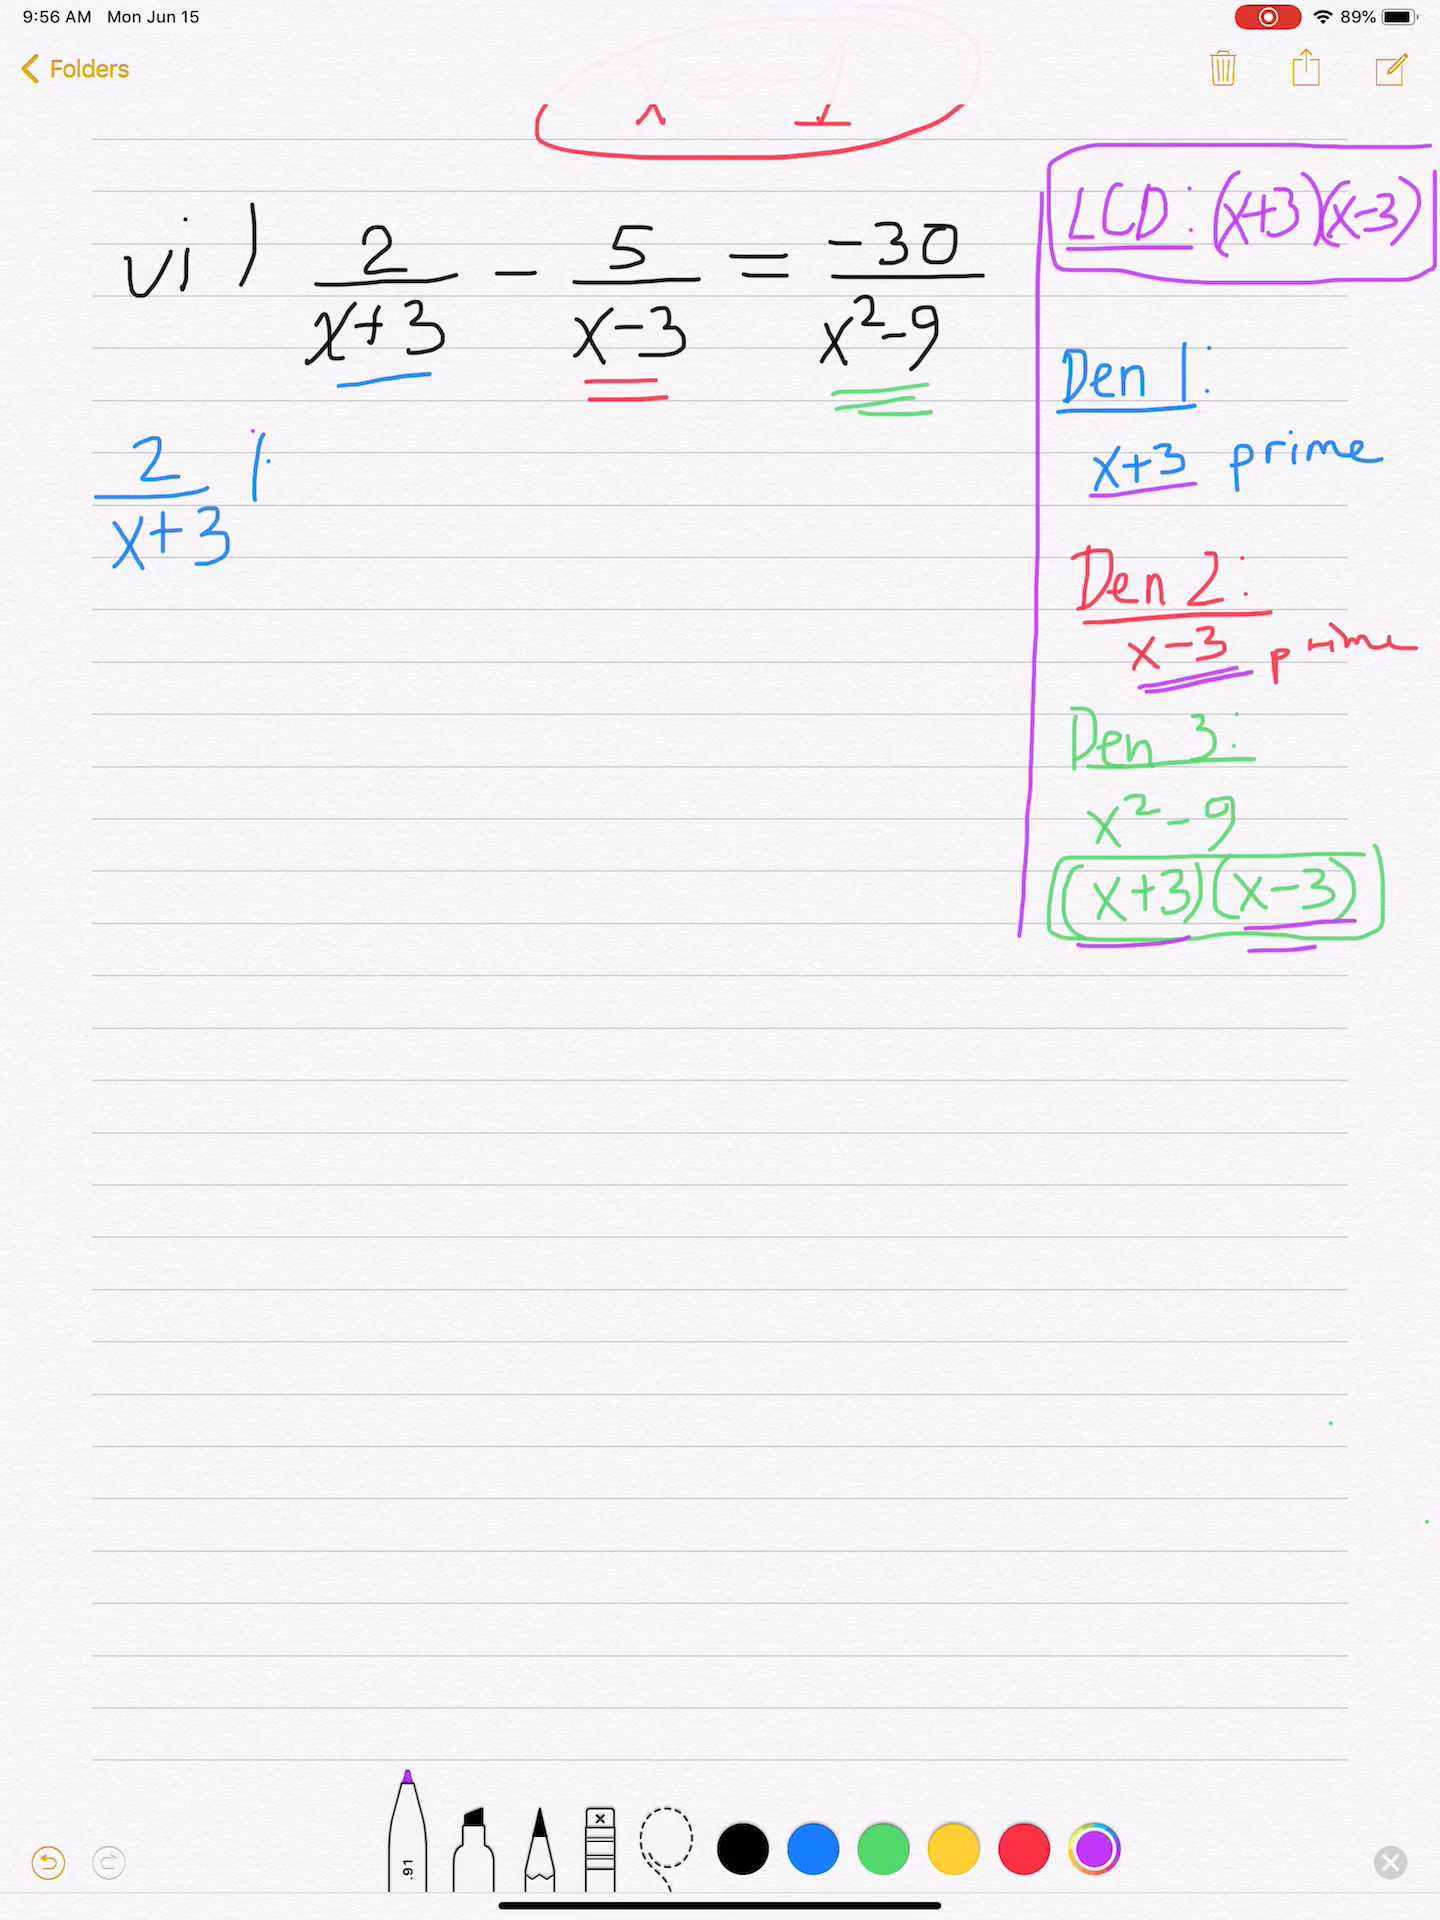 9:56 AM Mon Jun 15 89%
Folders
LCD: (x+3)(x-3)
vi) 2/(x+3) - 5/(x-3) = -30/(x²-9)
Den 1:
x+3 prime
2/(x+3)
Den 2:
x-3 prime
Den 3:
x²-9
(x+3)(x-3)
.91